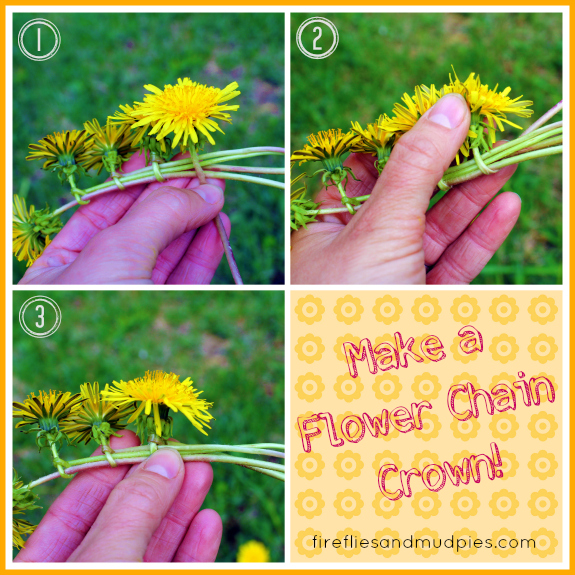 1
2
3
Make a
Flower Chain
Crown!
firefliesandmudpies.com